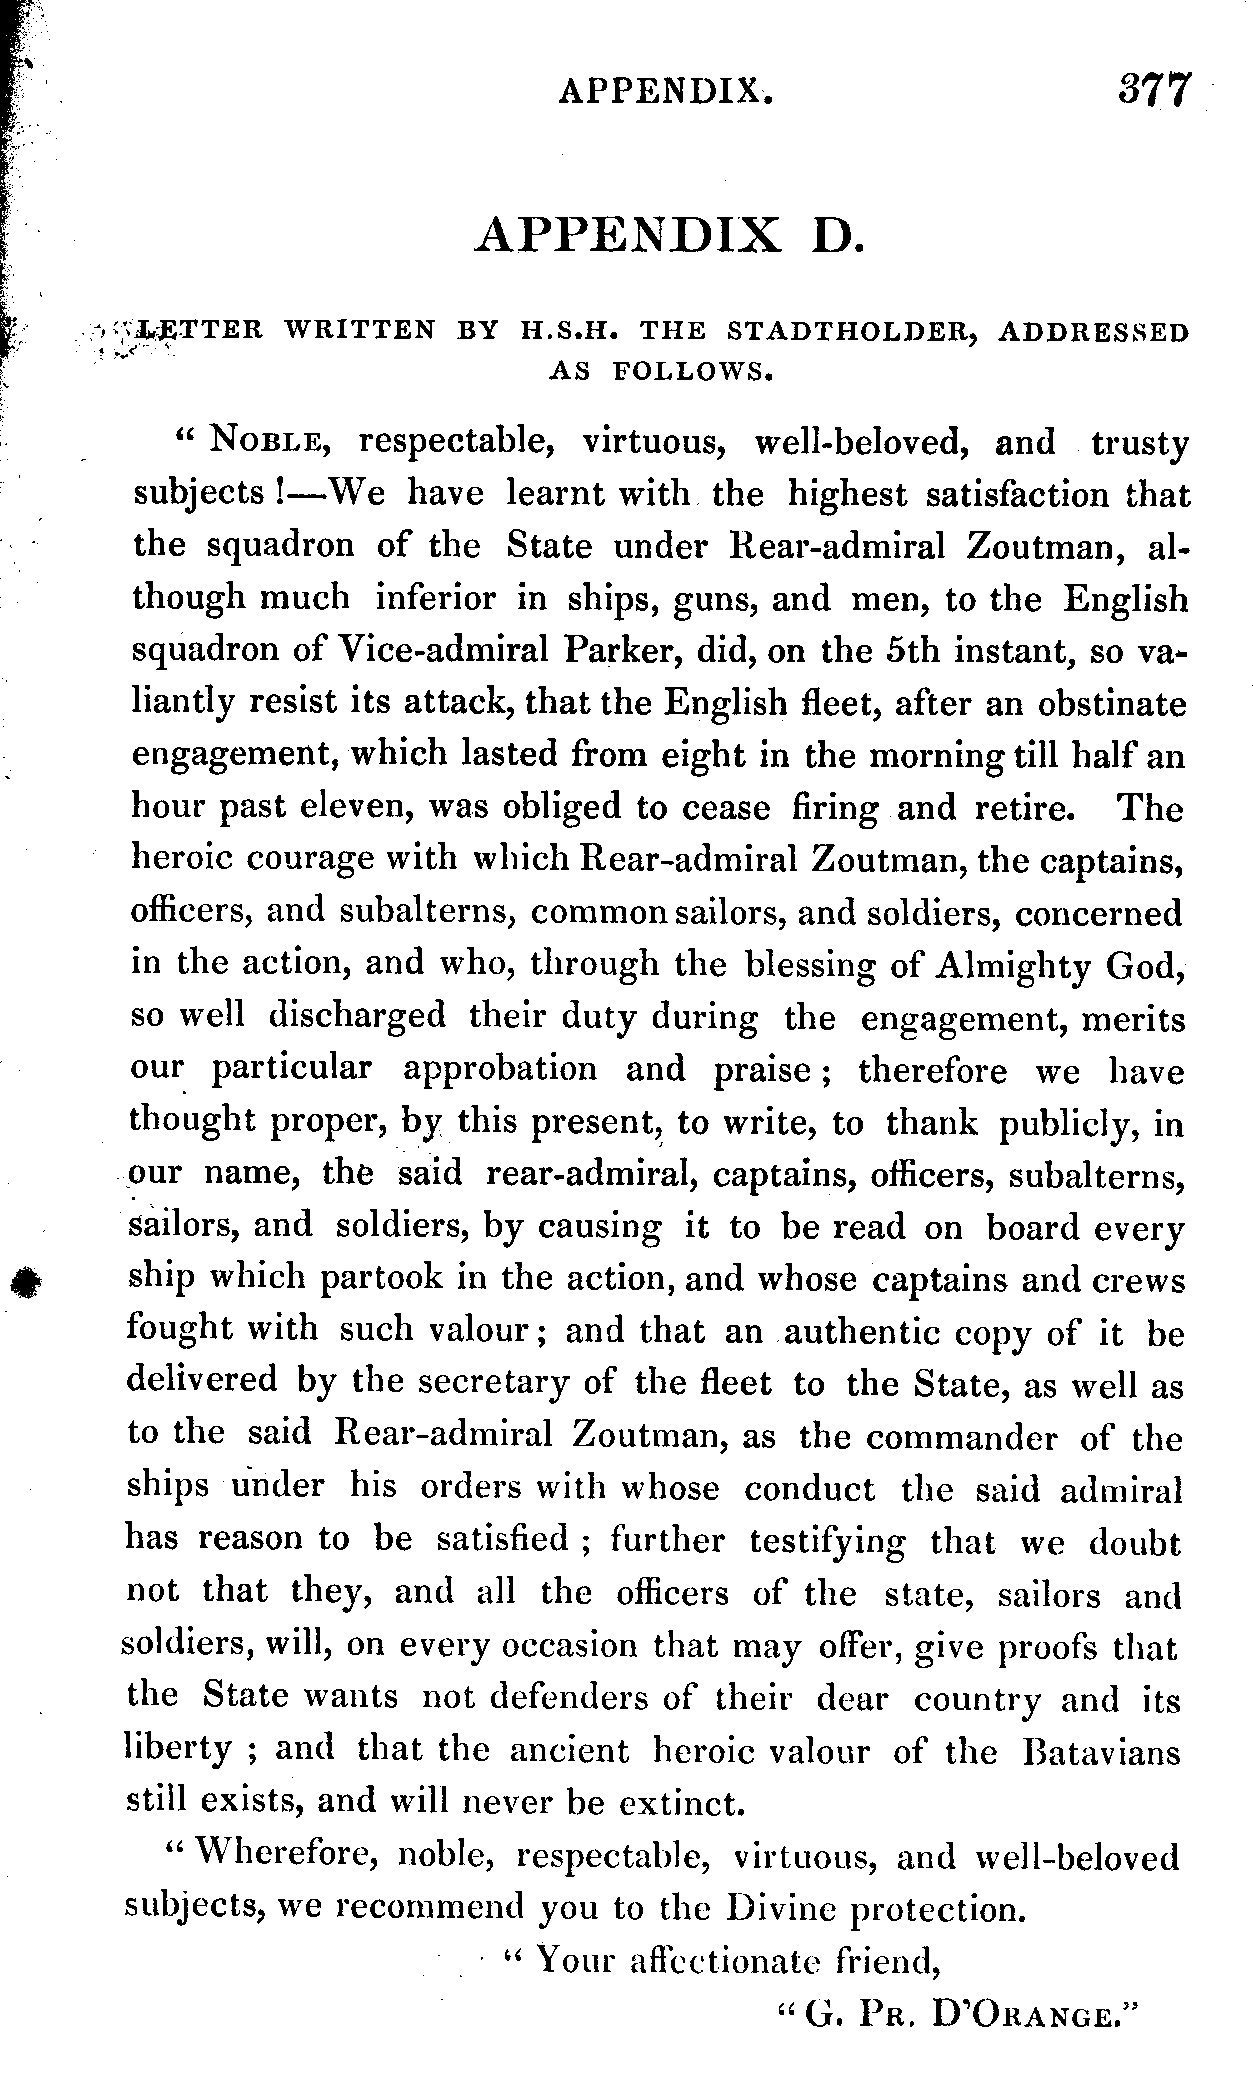 APPENDIX. 377
APPENDIX D.
LETTER WRITTEN BY H.S.H. THE STADTHOLDER, ADDRESSED
AS FOLLOWS.
“ NOBLE, respectable, virtuous, well-beloved, and trusty
subjects !—We have learnt with the highest satisfaction that
the squadron of the State under Rear-admiral Zoutman, al-
though much inferior in ships, guns, and men, to the English
squadron of Vice-admiral Parker, did, on the 5th instant, so va-
liantly resist its attack, that the English fleet, after an obstinate
engagement, which lasted from eight in the morning till half an
hour past eleven, was obliged to cease firing and retire. The
heroic courage with which Rear-admiral Zoutman, the captains,
officers, and subalterns, common sailors, and soldiers, concerned
in the action, and who, through the blessing of Almighty God,
so well discharged their duty during the engagement, merits
our particular approbation and praise ; therefore we have
thought proper, by this present, to write, to thank publicly, in
our name, the said rear-admiral, captains, officers, subalterns,
sailors, and soldiers, by causing it to be read on board every
ship which partook in the action, and whose captains and crews
fought with such valour ; and that an authentic copy of it be
delivered by the secretary of the fleet to the State, as well as
to the said Rear-admiral Zoutman, as the commander of the
ships under his orders with whose conduct the said admiral
has reason to be satisfied ; further testifying that we doubt
not that they, and all the officers of the state, sailors and
soldiers, will, on every occasion that may offer, give proofs that
the State wants not defenders of their dear country and its
liberty ; and that the ancient heroic valour of the Batavians
still exists, and will never be extinct.
“ Wherefore, noble, respectable, virtuous, and well-beloved
subjects, we recommend you to the Divine protection.
“ Your affectionate friend,
“ G. PR. D'ORANGE.”